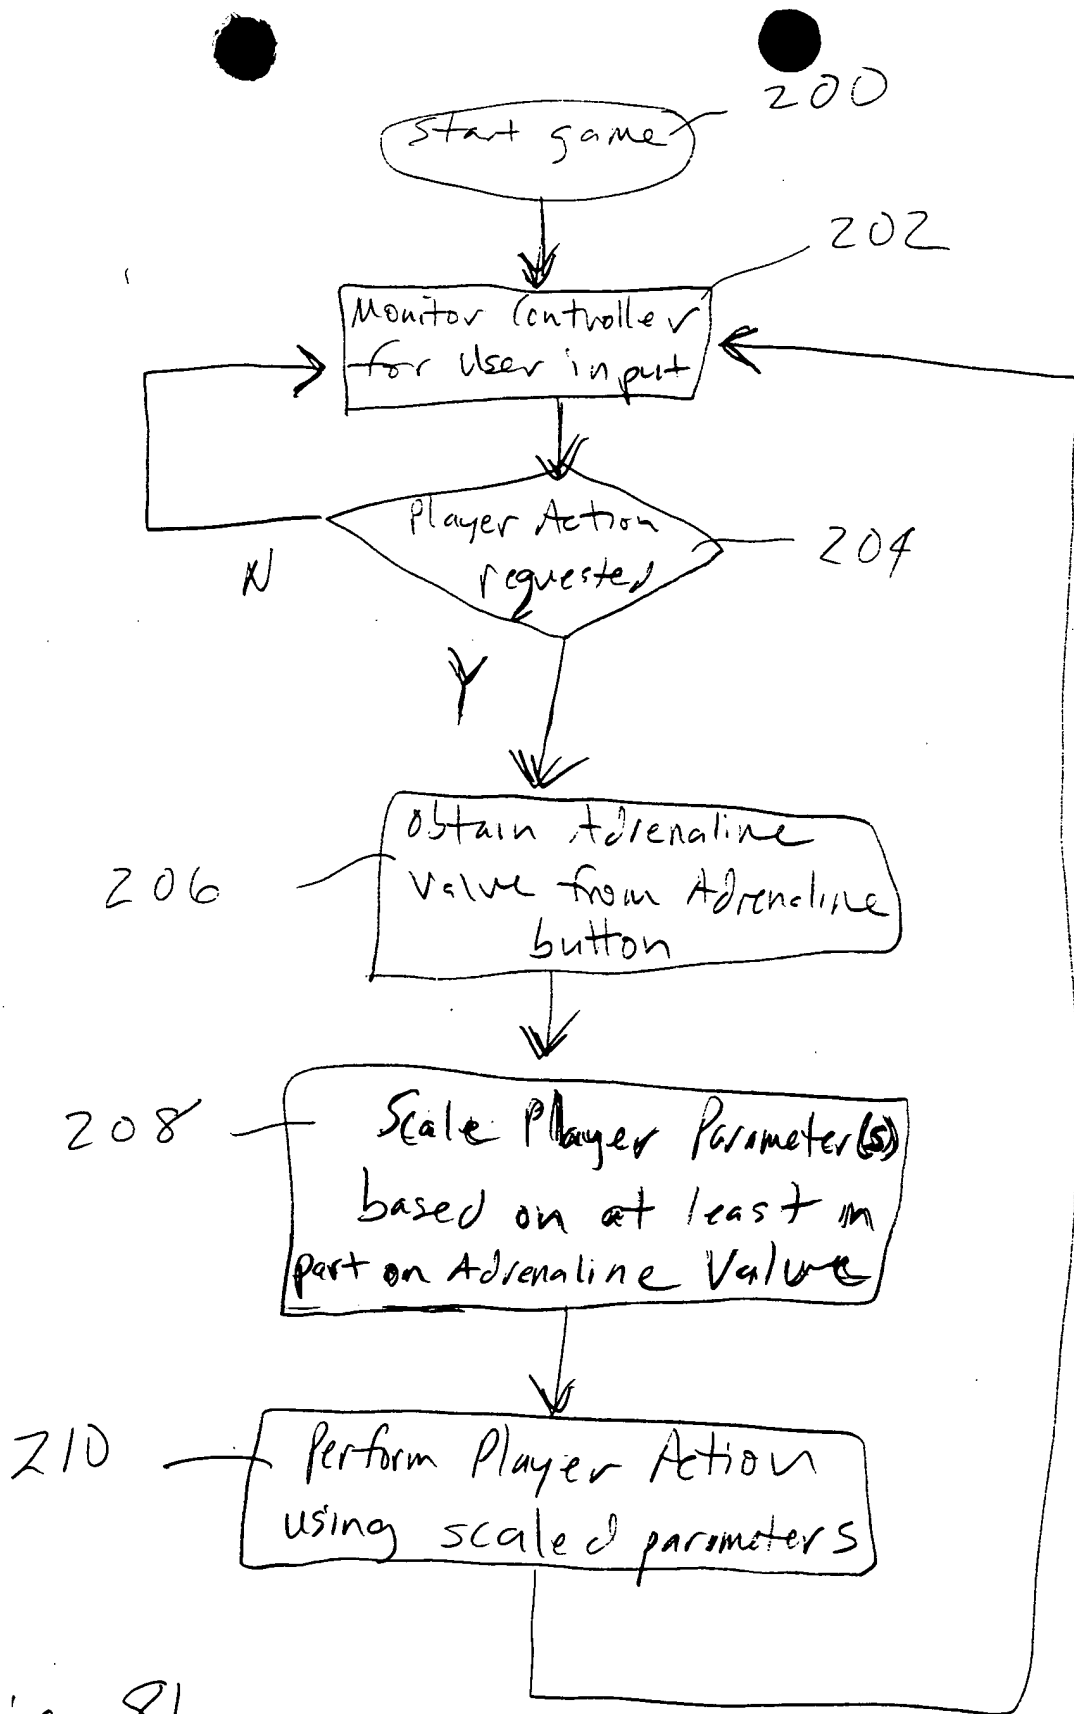 200
Start game
202
Monitor Controller
for User input
Player Action
requested
204
N
Y
Obtain Adrenaline
Value from Adrenaline
button
206
208
Scale Player Parameter(s)
based on at least in
part on Adrenaline Value
210
Perform Player Action
using scaled parameters